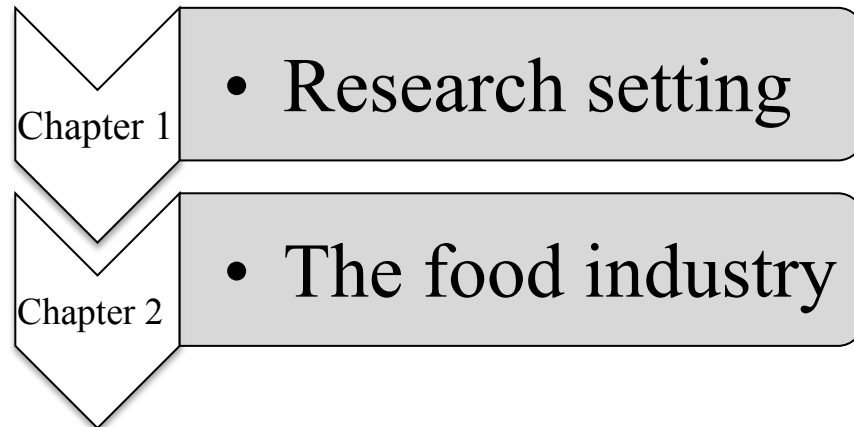 Chapter 1
• Research setting
Chapter 2
• The food industry